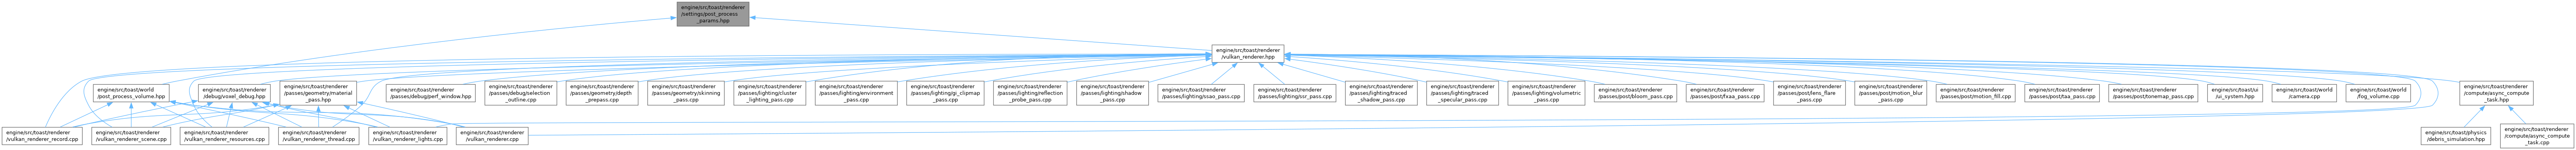 engine/src/toast/renderer
/settings/post_process
_params.hpp
engine/src/toast/renderer
/vulkan_renderer.hpp
engine/src/toast/world
/post_process_volume.hpp
engine/src/toast/renderer
/debug/voxel_debug.hpp
engine/src/toast/renderer
/passes/geometry/material
_pass.hpp
engine/src/toast/renderer
/passes/debug/perf_window.hpp
engine/src/toast/renderer
/passes/debug/selection
_outline.cpp
engine/src/toast/renderer
/passes/geometry/depth
_prepass.cpp
engine/src/toast/renderer
/passes/geometry/skinning
_pass.cpp
engine/src/toast/renderer
/passes/lighting/cluster
_lighting_pass.cpp
engine/src/toast/renderer
/passes/lighting/environment
_pass.cpp
engine/src/toast/renderer
/passes/lighting/gi_clipmap
_pass.cpp
engine/src/toast/renderer
/passes/lighting/reflection
_probe_pass.cpp
engine/src/toast/renderer
/passes/lighting/shadow
_pass.cpp
engine/src/toast/renderer
/passes/lighting/ssao_pass.cpp
engine/src/toast/renderer
/passes/lighting/ssr_pass.cpp
engine/src/toast/renderer
/passes/lighting/traced
_shadow_pass.cpp
engine/src/toast/renderer
/passes/lighting/traced
_specular_pass.cpp
engine/src/toast/renderer
/passes/lighting/volumetric
_pass.cpp
engine/src/toast/renderer
/passes/post/bloom_pass.cpp
engine/src/toast/renderer
/passes/post/fxaa_pass.cpp
engine/src/toast/renderer
/passes/post/lens_flare
_pass.cpp
engine/src/toast/renderer
/passes/post/motion_blur
_pass.cpp
engine/src/toast/renderer
/passes/post/motion_fill.cpp
engine/src/toast/renderer
/passes/post/taa_pass.cpp
engine/src/toast/renderer
/passes/post/tonemap_pass.cpp
engine/src/toast/ui
/ui_system.hpp
engine/src/toast/world
/camera.cpp
engine/src/toast/world
/fog_volume.cpp
engine/src/toast/renderer
/compute/async_compute
_task.hpp
engine/src/toast/renderer
/vulkan_renderer_record.cpp
engine/src/toast/renderer
/vulkan_renderer_scene.cpp
engine/src/toast/renderer
/vulkan_renderer_resources.cpp
engine/src/toast/renderer
/vulkan_renderer_thread.cpp
engine/src/toast/renderer
/vulkan_renderer_lights.cpp
engine/src/toast/renderer
/vulkan_renderer.cpp
engine/src/toast/physics
/debris_simulation.hpp
engine/src/toast/renderer
/compute/async_compute
_task.cpp